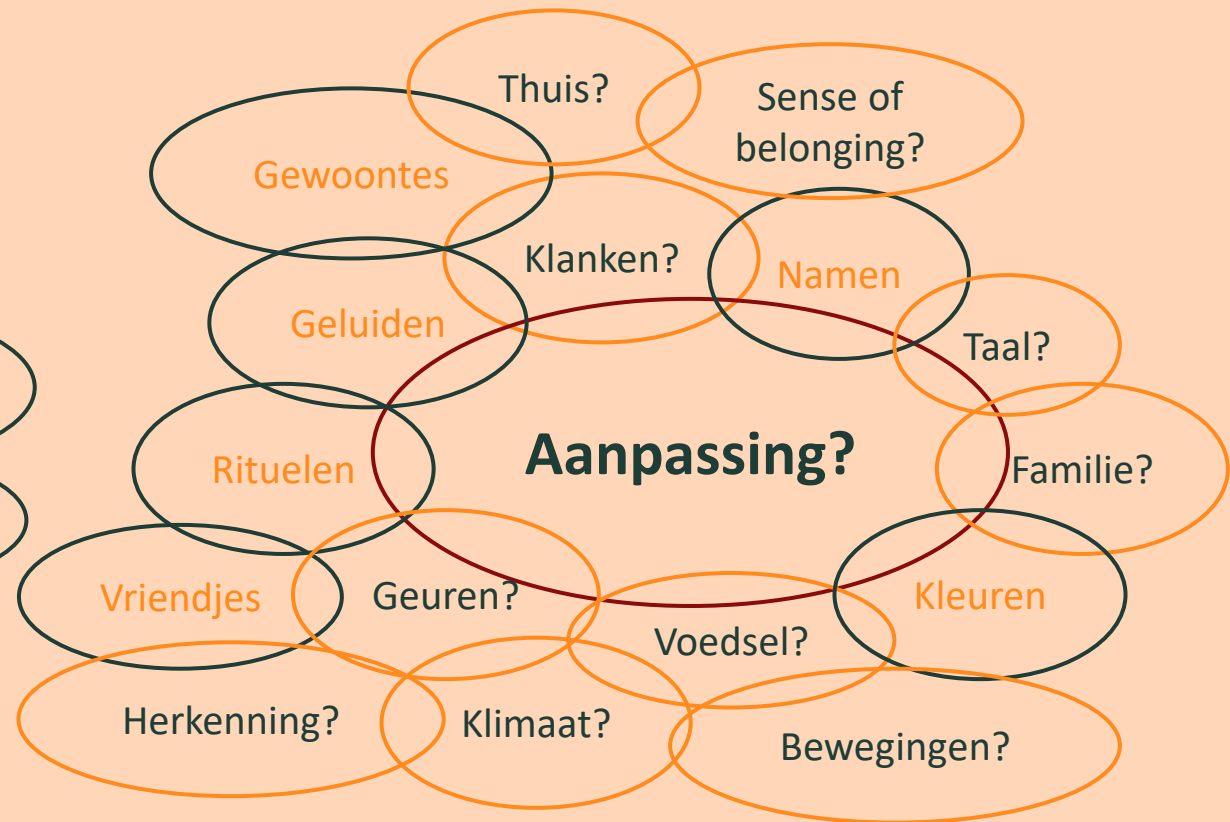 Thuis?
Sense of
belonging?
Gewoontes
Klanken?
Namen
Geluiden
Taal?
Aanpassing?
Rituelen
Familie?
Vriendjes
Geuren?
Kleuren
Voedsel?
Herkenning?
Klimaat?
Bewegingen?